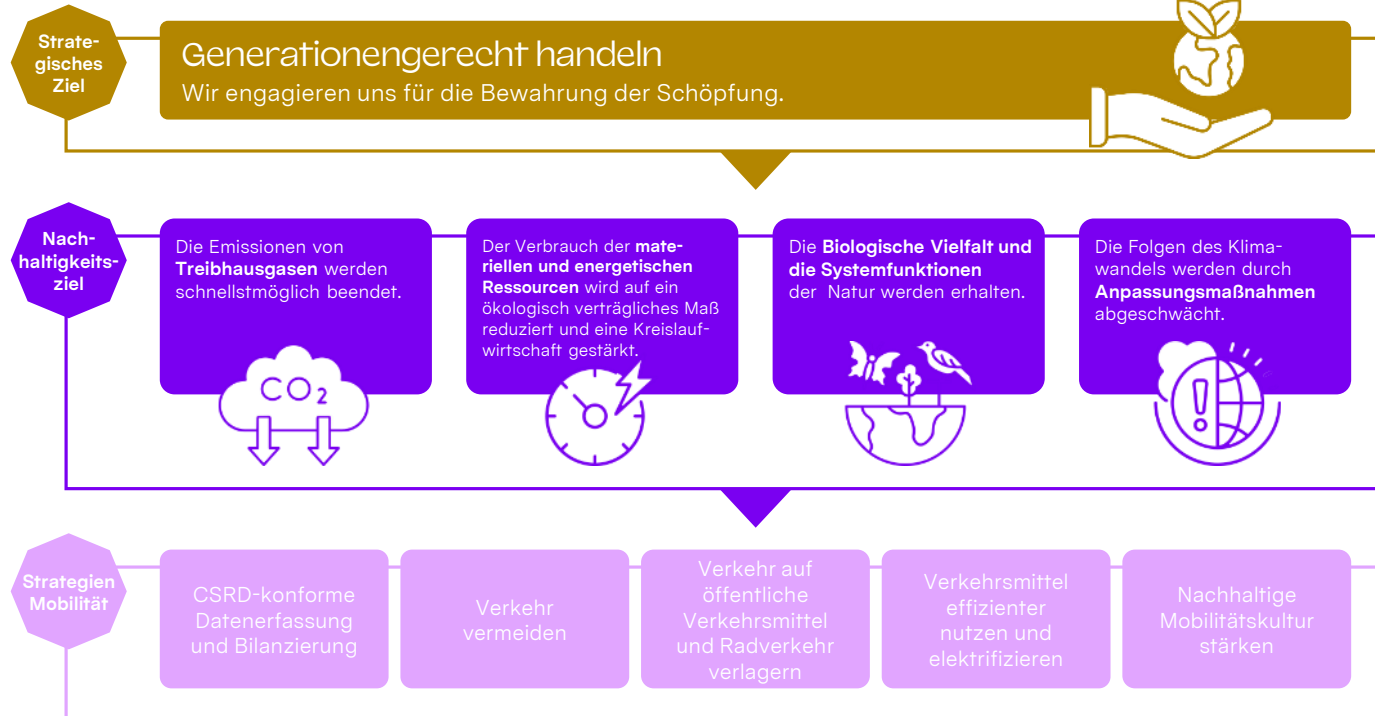 Strate-
gisches
Ziel
Generationengerecht handeln
Wir engagieren uns für die Bewahrung der Schöpfung.
Nach-
haltigkeits-
ziel
Die Emissionen von
Treibhausgasen werden
schnellstmöglich beendet.
CO2
Der Verbrauch der mate-
riellen und energetischen
Ressourcen wird auf ein
ökologisch verträgliches Maß
reduziert und eine Kreislauf-
wirtschaft gestärkt.
Die Biologische Vielfalt und
die Systemfunktionen
der Natur werden erhalten.
Die Folgen des Klima-
wandels werden durch
Anpassungsmaßnahmen
abgeschwächt.
!
Strategien
Mobilität
CSRD-konforme
Datenerfassung
und Bilanzierung
Verkehr
vermeiden
Verkehr auf
öffentliche
Verkehrsmittel
und Radverkehr
verlagern
Verkehrsmittel
effizienter
nutzen und
elektrifizieren
Nachhaltige
Mobilitätskultur
stärken